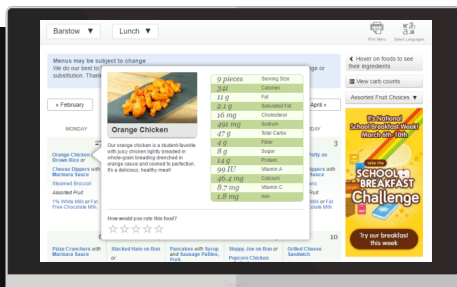 Barstow ▼
Lunch ▼
Print Menu
Select Languages
Menus may be subject to change
We do our best to
ge or
substitution. Thank
Hover on foods to see
their ingredients
View carb counts
Assorted Fruit Choices ▼
« February
April »
MONDAY
DAY
3
Orange Chicken
Brown Rice or
Cheese Dippers with
Marinara Sauce
Steamed Broccoli
Assorted Fruit
1% White Milk or Fat
Free Chocolate Milk
Orange Chicken
Our orange chicken is a student-favorite
with juicy chicken lightly breaded in
whole-grain breading drenched in
orange sauce and cooked to perfection.
It's a delicious, healthy meal!
9 pieces Serving Size
341 Calories
11 g Fat
2.1 g Saturated Fat
16 mg Cholesterol
491 mg Sodium
47 g Total Carbs
4 g Fiber
8 g Sugar
14 g Protein
99 IU Vitamin A
46.4 mg Calcium
8.7 mg Vitamin C
1.8 mg Iron
How would you rate this food?
10
Pizza Crunchers with
Marinara Sauce
Stacked Ham on Bun
or
Pancakes with Syrup
and Sausage Patties,
Pork
Sloppy Joe on Bun or
Popcorn Chicken
Grilled Cheese
Sandwich
It's National
School Breakfast Week!
March 6th-10th
take the
SCHOOL
BREAKFAST
Challenge
Try our breakfast
this week